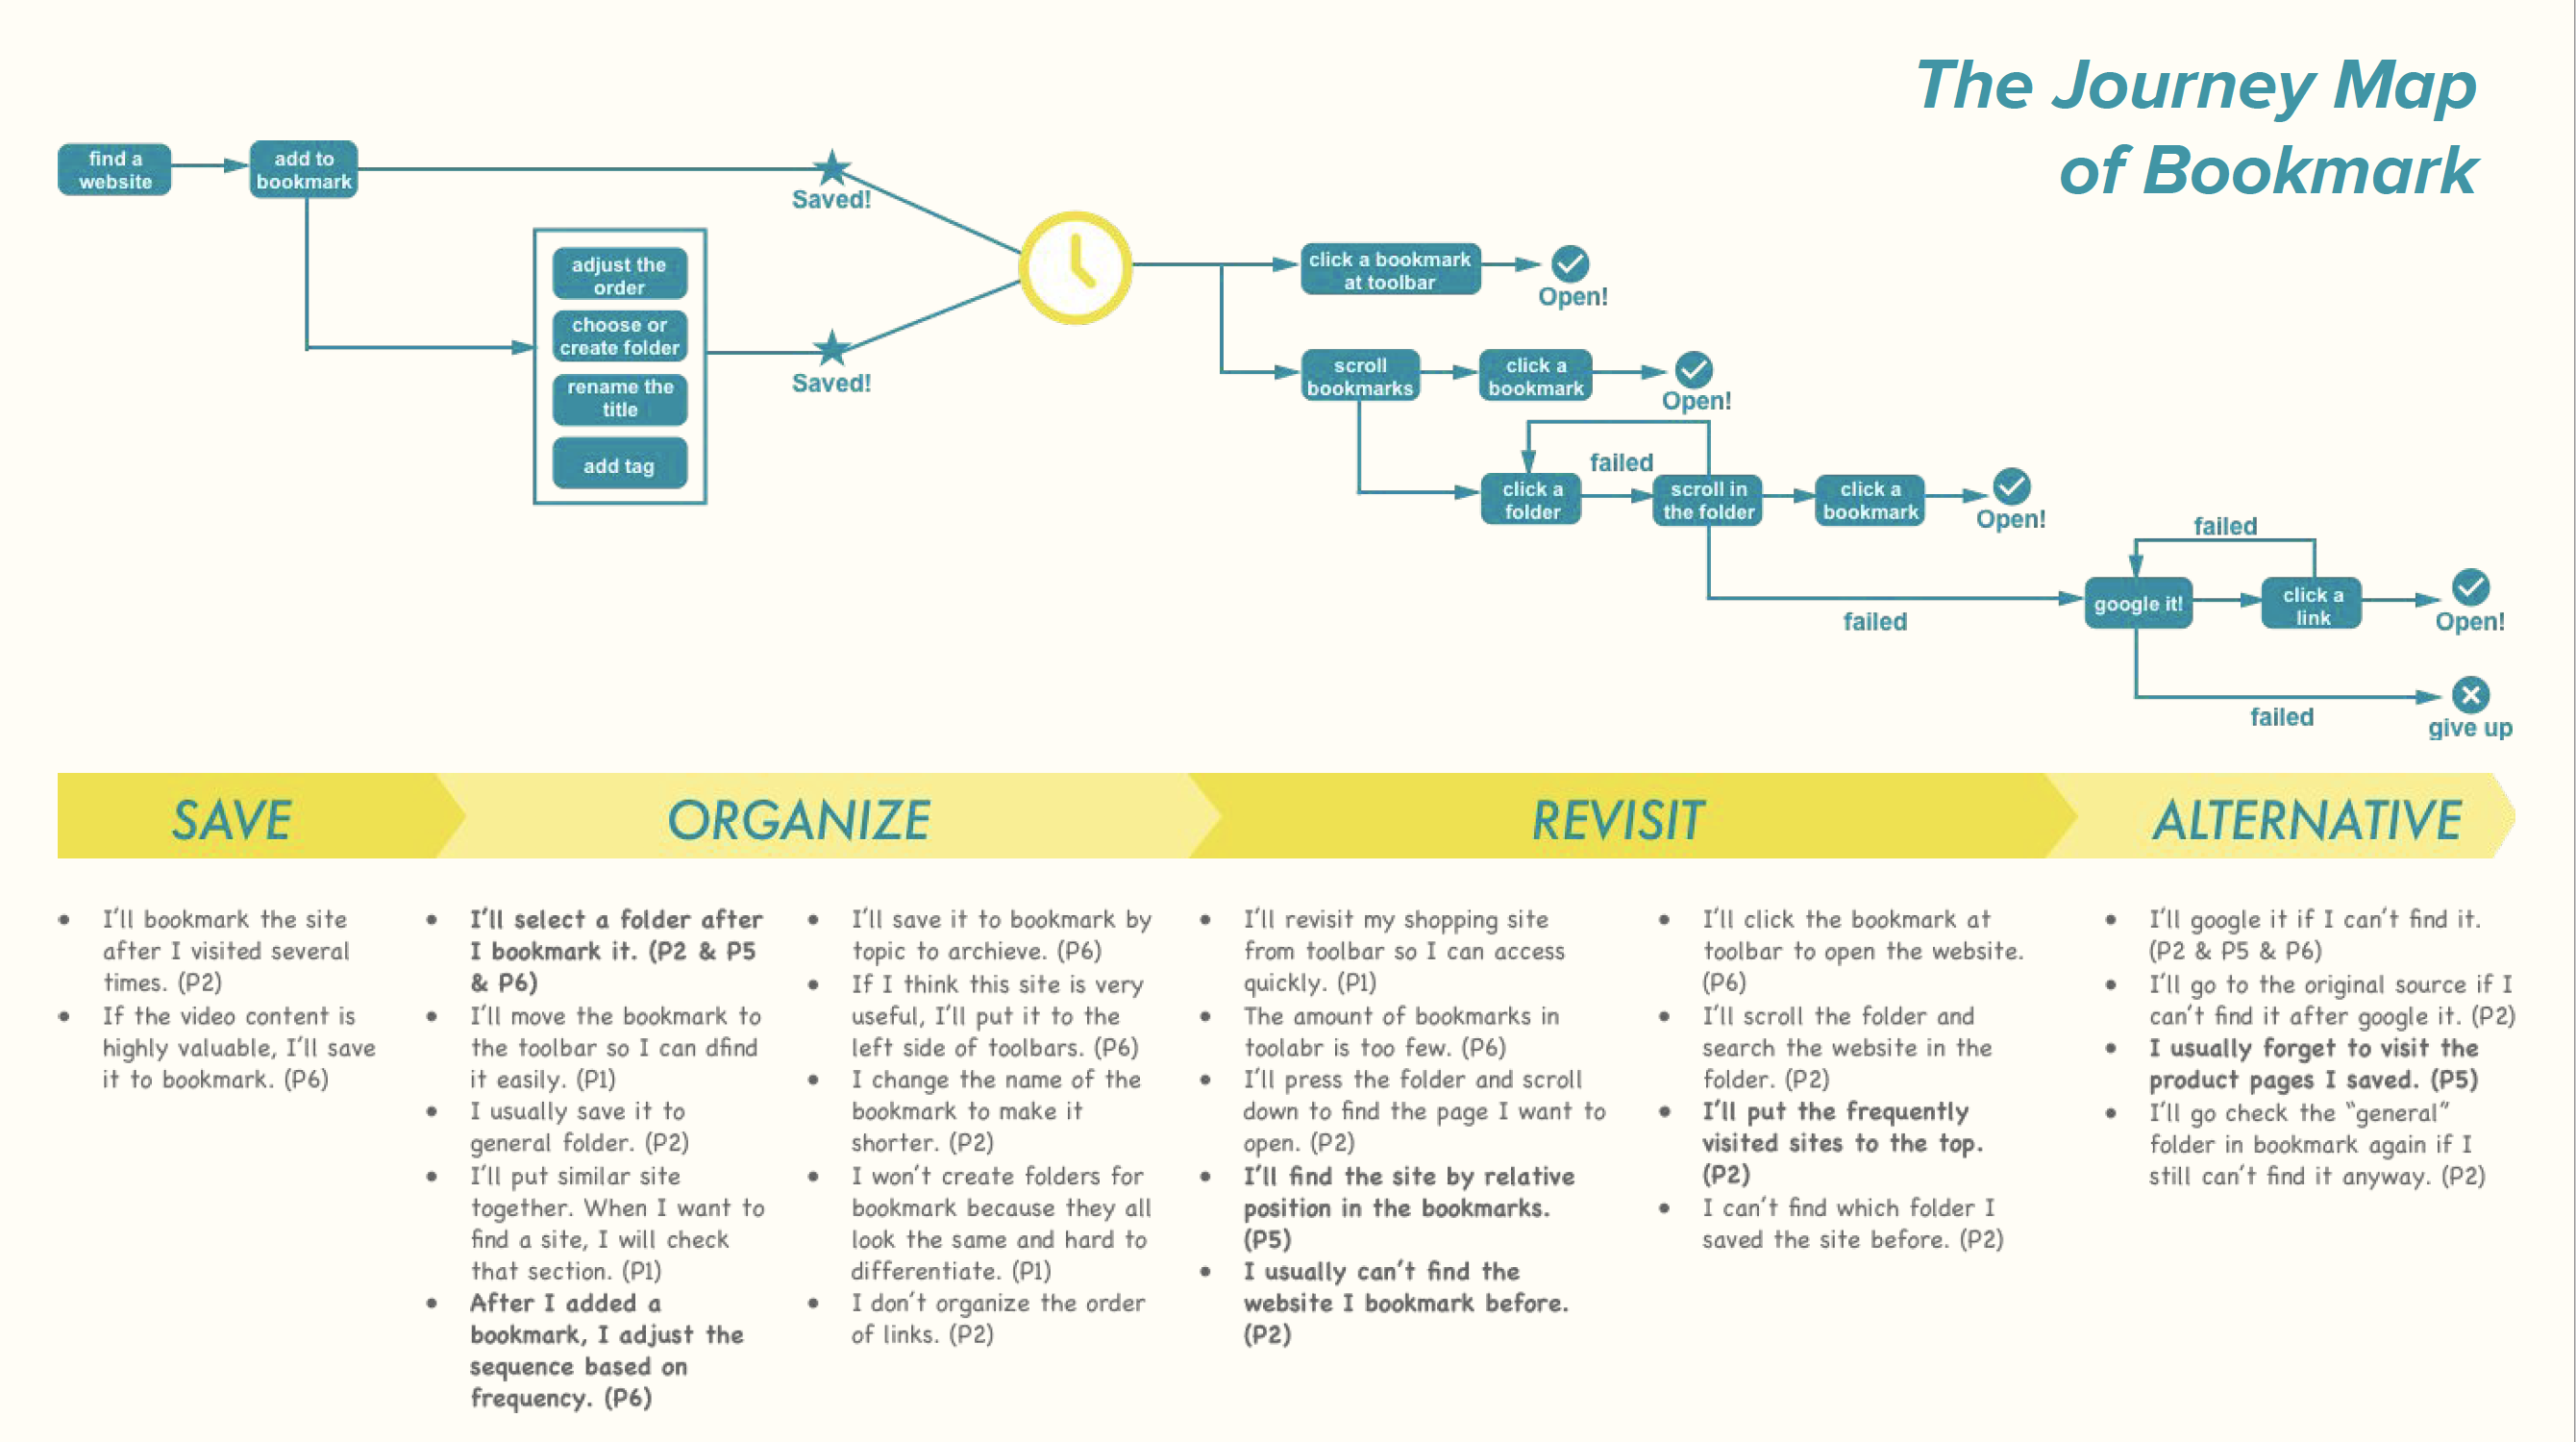 The Journey Map
of Bookmark
find a
website
add to
bookmark
Saved!
adjust the
order
choose or
create folder
rename the
title
add tag
Saved!
click a bookmark
at toolbar
Open!
scroll
bookmarks
click a
bookmark
Open!
click a
folder
failed
scroll in
the folder
click a
bookmark
Open!
failed
google it!
failed
click a
link
Open!
failed
give up
SAVE
ORGANIZE
REVISIT
ALTERNATIVE
• I'll bookmark the site
after I visited several
times. (P2)
• If the video content is
highly valuable, I'll save
it to bookmark. (P6)
• I'll select a folder after
I bookmark it. (P2 & P5
& P6)
• I'll move the bookmark to
the toolbar so I can dfind
it easily. (P1)
• I usually save it to
general folder. (P2)
• I'll put similar site
together. When I want to
find a site, I will check
that section. (P1)
• After I added a
bookmark, I adjust the
sequence based on
frequency. (P6)
• I'll save it to bookmark by
topic to archieve. (P6)
• If I think this site is very
useful, I'll put it to the
left side of toolbars. (P6)
• I change the name of the
bookmark to make it
shorter. (P2)
• I won't create folders for
bookmark because they all
look the same and hard to
differentiate. (P1)
• I don't organize the order
of links. (P2)
• I'll revisit my shopping site
from toolbar so I can access
quickly. (P1)
• The amount of bookmarks in
toolabr is too few. (P6)
• I'll press the folder and scroll
down to find the page I want to
open. (P2)
• I'll find the site by relative
position in the bookmarks.
(P5)
• I usually can't find the
website I bookmark before.
(P2)
• I'll click the bookmark at
toolbar to open the website.
(P6)
• I'll scroll the folder and
search the website in the
folder. (P2)
• I'll put the frequently
visited sites to the top.
(P2)
• I can't find which folder I
saved the site before. (P2)
• I'll google it if I can't find it.
(P2 & P5 & P6)
• I'll go to the original source if I
can't find it after google it. (P2)
• I usually forget to visit the
product pages I saved. (P5)
• I'll go check the "general"
folder in bookmark again if I
still can't find it anyway. (P2)